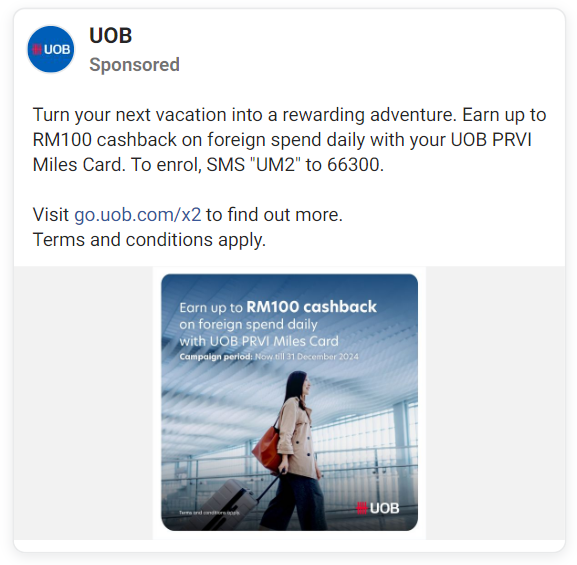 UOB
UOB
Sponsored
Turn your next vacation into a rewarding adventure. Earn up to
RM100 cashback on foreign spend daily with your UOB PRVI
Miles Card. To enrol, SMS "UM2" to 66300.
Visit go.uob.com/x2 to find out more.
Terms and conditions apply.
Earn up to RM100 cashback
on foreign spend daily
with UOB PRVI Miles Card
Campaign period: Now till 31 December 2024
Terms and conditions apply.
UOB